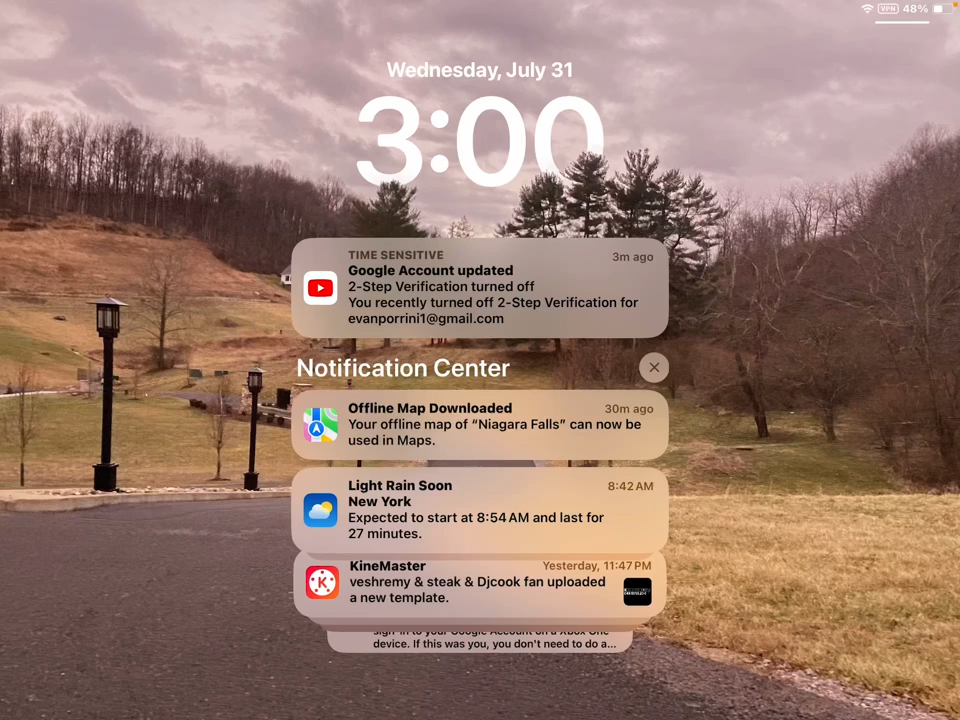 VPN 48%
Wednesday, July 31
3:00
TIME SENSITIVE
3m ago
Google Account updated
2-Step Verification turned off
You recently turned off 2-Step Verification for
evanporrini1@gmail.com
Notification Center
Offline Map Downloaded
30m ago
Your offline map of “Niagara Falls” can now be
used in Maps.
Light Rain Soon
8:42 AM
New York
Expected to start at 8:54 AM and last for
27 minutes.
KineMaster
Yesterday, 11:47 PM
veshremy & steak & Djcook fan uploaded
a new template.
K
sign-in to your Google Account on a Xbox One
device. If this was you, you don't need to do a...